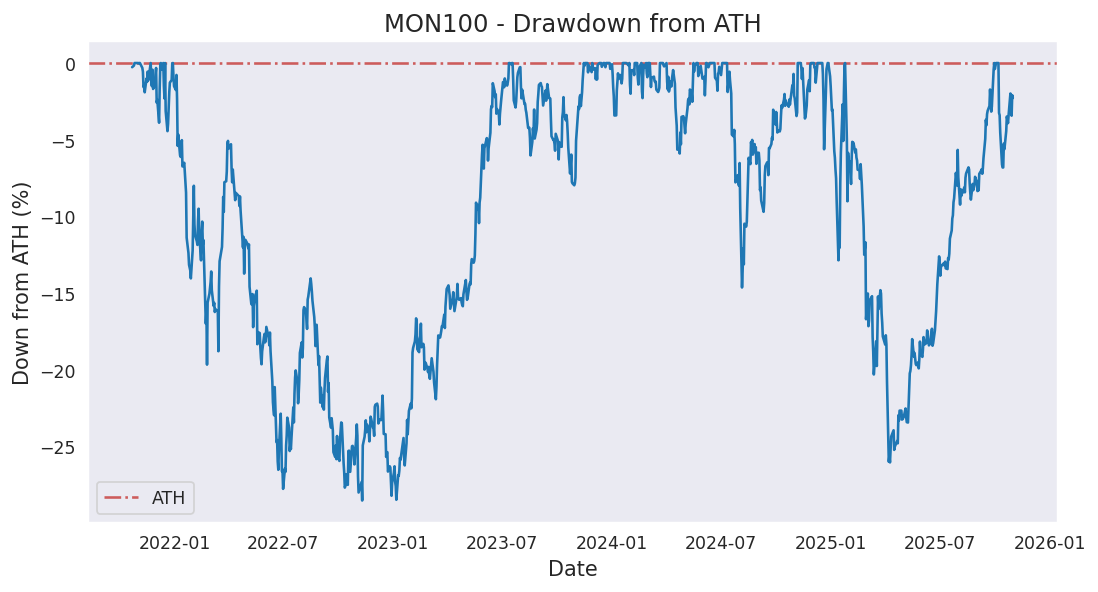 MON100 - Drawdown from ATH
Down from ATH (%)
0
−5
−10
−15
−20
−25
ATH
2022-01 2022-07 2023-01 2023-07 2024-01 2024-07 2025-01 2025-07 2026-01
Date